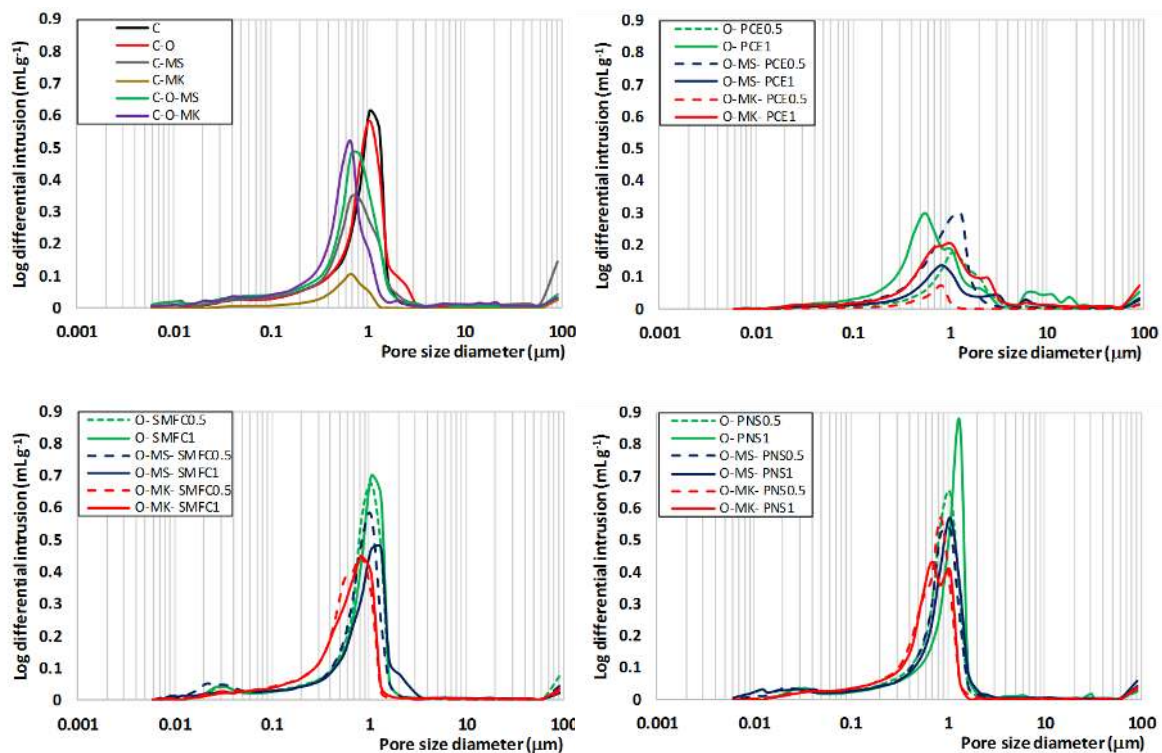 Log differential intrusion (mLg-1)
0.9
0.8
0.7
0.6
0.5
0.4
0.3
0.2
0.1
0
C
C-O
C-MS
C-MK
C-O-MS
C-O-MK
0.001 0.01 0.1 1 10 100
Pore size diameter (μm)
Log differential intrusion (mLg-1)
0.9
0.8
0.7
0.6
0.5
0.4
0.3
0.2
0.1
0
O- PCE0.5
O- PCE1
O-MS- PCE0.5
O-MS- PCE1
O-MK- PCE0.5
O-MK- PCE1
0.001 0.01 0.1 1 10 100
Pore size diameter (μm)
Log differential intrusion (mLg-1)
0.9
0.8
0.7
0.6
0.5
0.4
0.3
0.2
0.1
0
O- SMFC0.5
O- SMFC1
O-MS- SMFC0.5
O-MS- SMFC1
O-MK- SMFC0.5
O-MK- SMFC1
0.001 0.01 0.1 1 10 100
Pore size diameter (μm)
Log differential intrusion (mLg-1)
0.9
0.8
0.7
0.6
0.5
0.4
0.3
0.2
0.1
0
O- PNS0.5
O- PNS1
O-MS- PNS0.5
O-MS- PNS1
O-MK- PNS0.5
O-MK- PNS1
0.001 0.01 0.1 1 10 100
Pore size diameter (μm)